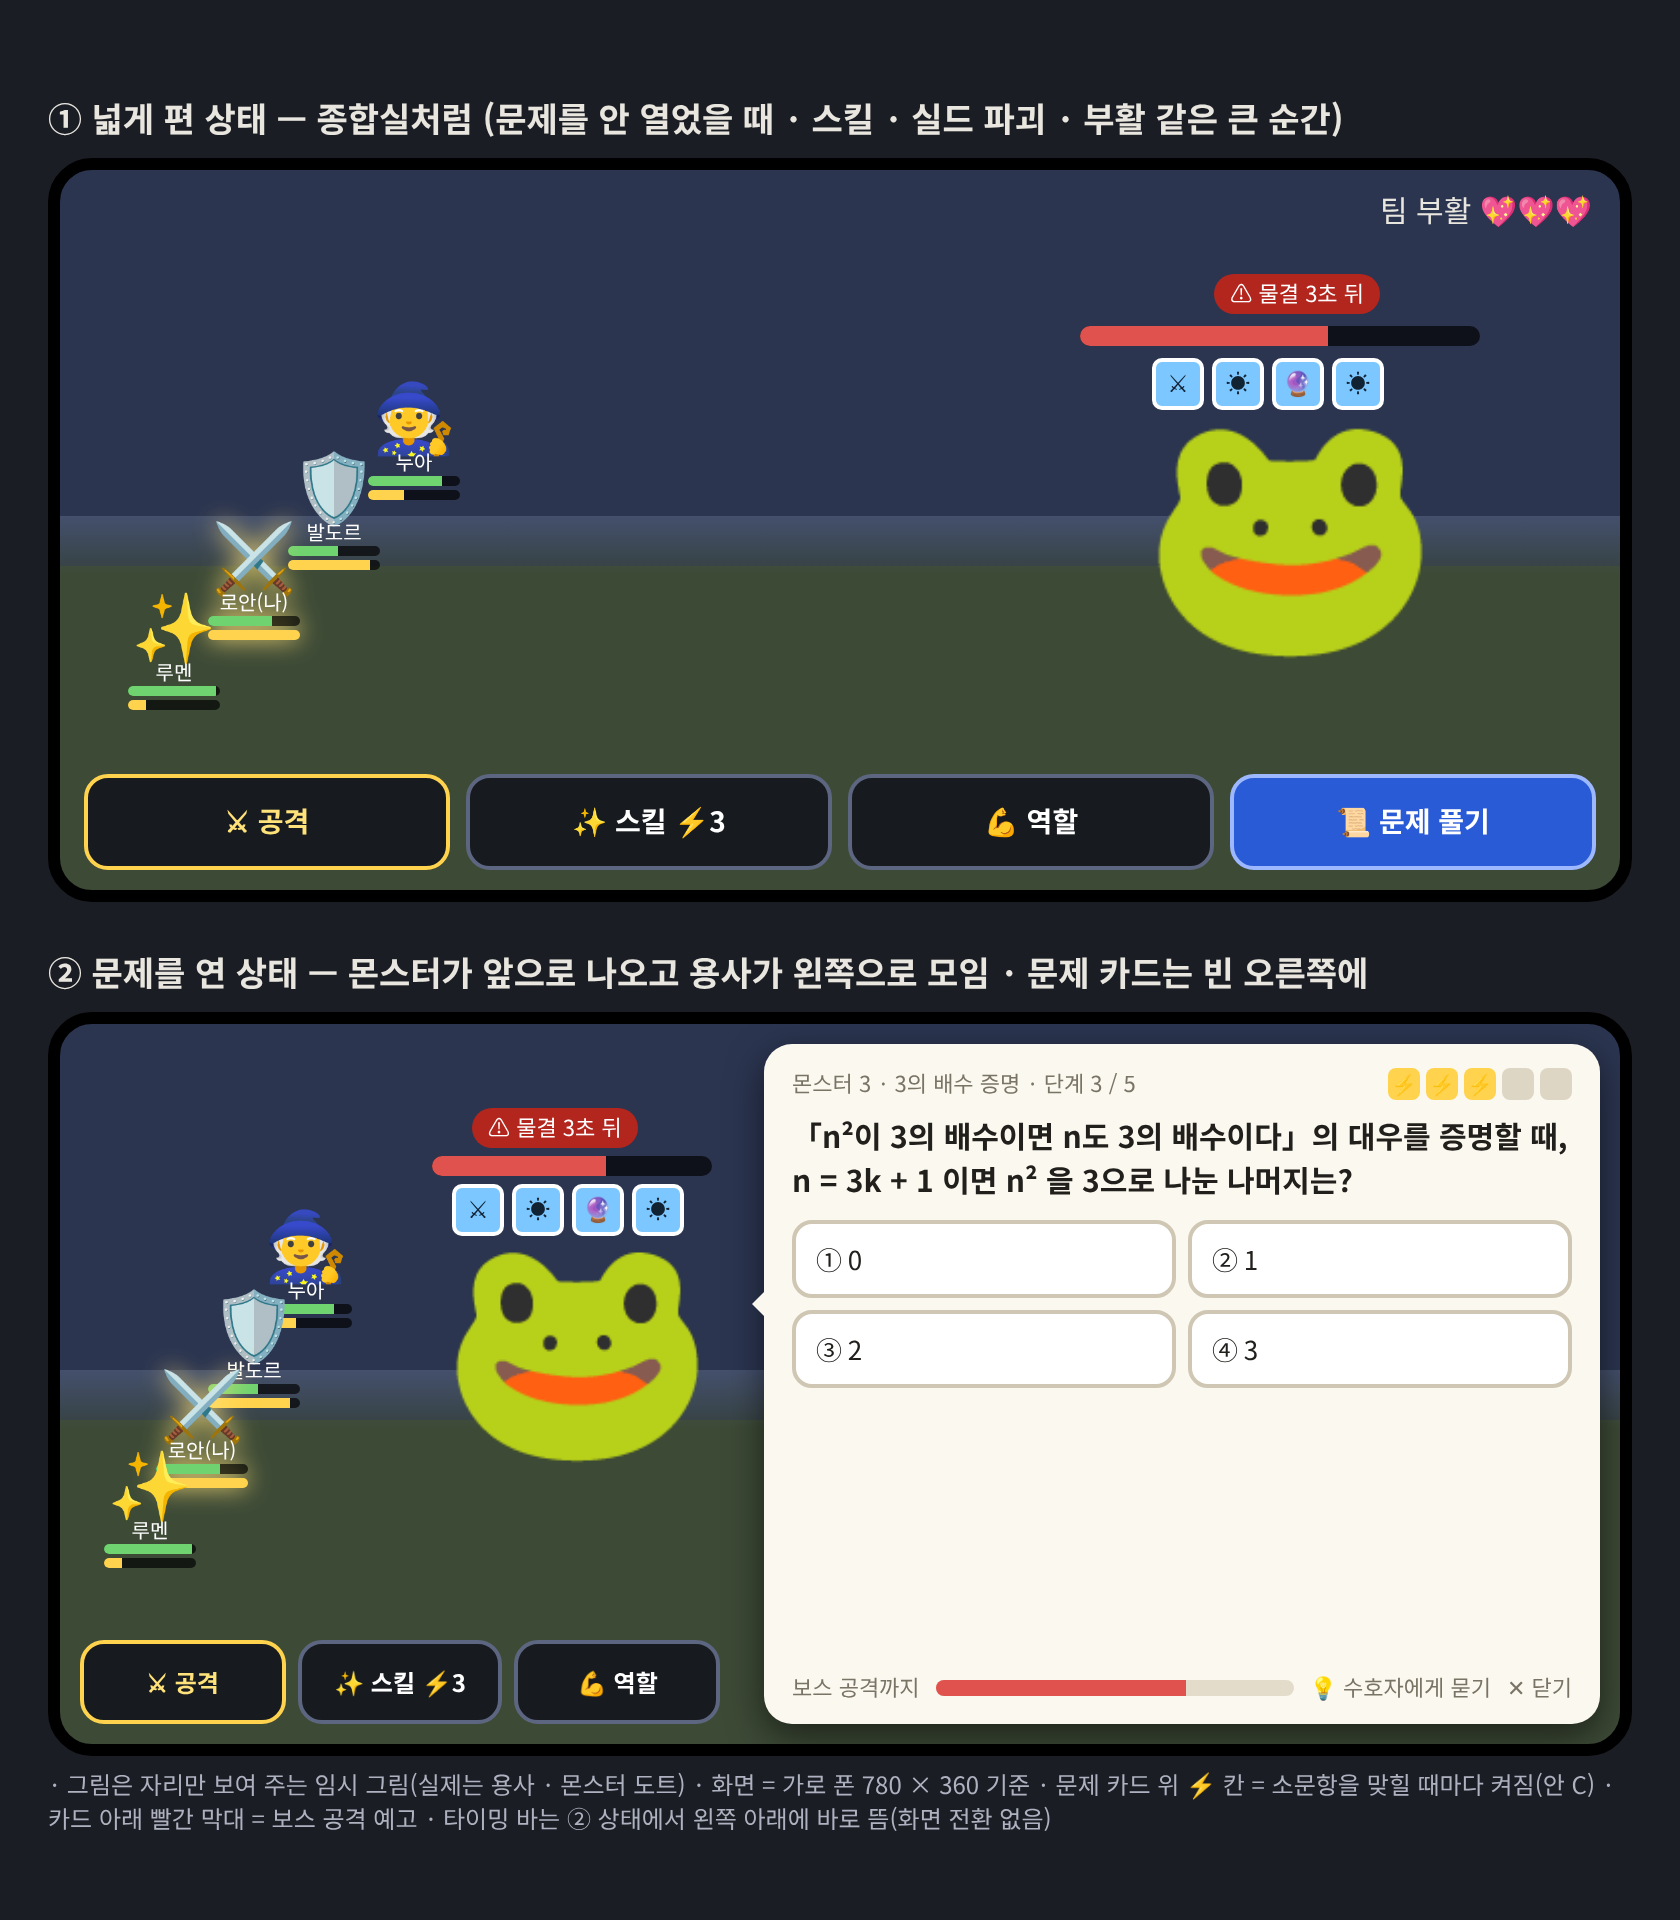 ① 넓게 편 상태 — 종합실처럼 (문제를 안 열었을 때 · 스킬 · 실드 파괴 · 부활 같은 큰 순간)
팀 부활 💖💖💖
⚠ 물결 3초 뒤
누아
발도르
로안(나)
루멘
⚔ 공격
✨ 스킬 ⚡3
💪 역할
📜 문제 풀기
② 문제를 연 상태 — 몬스터가 앞으로 나오고 용사가 왼쪽으로 모임 · 문제 카드는 빈 오른쪽에
⚠ 물결 3초 뒤
누아
발도르
로안(나)
루멘
⚔ 공격
✨ 스킬 ⚡3
💪 역할
몬스터 3 · 3의 배수 증명 · 단계 3 / 5
「n²이 3의 배수이면 n도 3의 배수이다」의 대우를 증명할 때,
n = 3k + 1 이면 n² 을 3으로 나눈 나머지는?
① 0
② 1
③ 2
④ 3
보스 공격까지
💡 수호자에게 묻기
✕ 닫기
· 그림은 자리만 보여 주는 임시 그림(실제는 용사 · 몬스터 도트) · 화면 = 가로 폰 780 × 360 기준 · 문제 카드 위 ⚡ 칸 = 소문항을 맞힐 때마다 켜짐(안 C) ·
카드 아래 빨간 막대 = 보스 공격 예고 · 타이밍 바는 ② 상태에서 왼쪽 아래에 바로 뜸(화면 전환 없음)